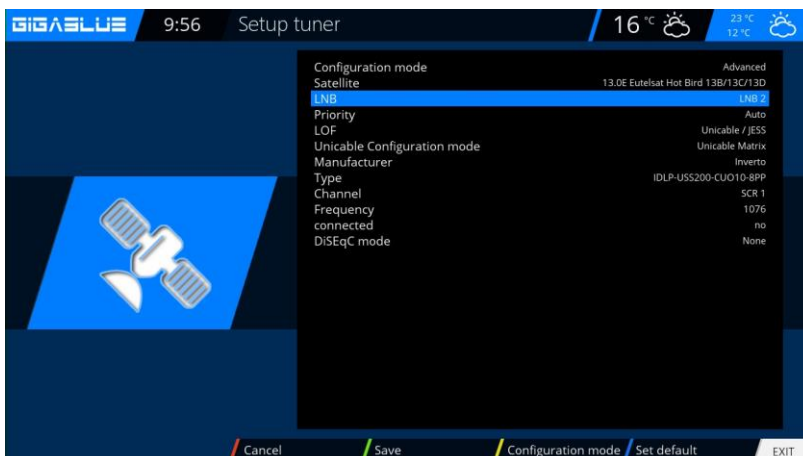 GIGABLUE 9:56 Setup tuner 16 °C 23 °C
12 °C
Configuration mode Advanced
Satellite 13.0E Eutelsat Hot Bird 13B/13C/13D
LNB LNB 2
Priority Auto
LOF Unicable / JESS
Unicable Configuration mode Unicable Matrix
Manufacturer Inverto
Type IDLP-USS200-CUO10-8PP
Channel SCR 1
Frequency 1076
connected no
DiSEqC mode None
Cancel Save Configuration mode Set default EXIT